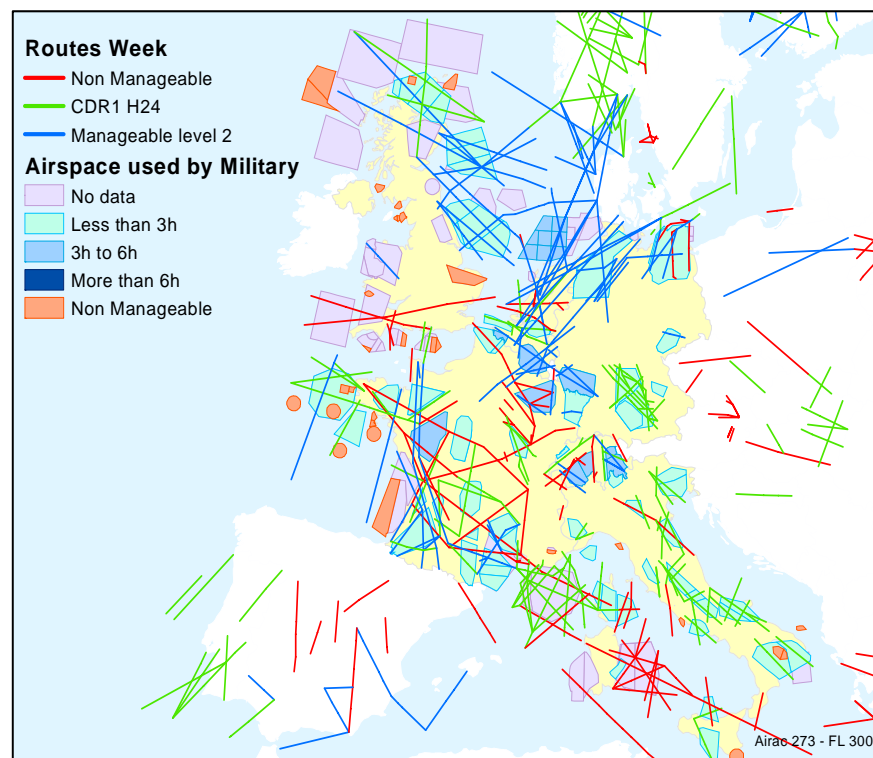 Routes Week
Non Manageable
CDR1 H24
Manageable level 2
Airspace used by Military
No data
Less than 3h
3h to 6h
More than 6h
Non Manageable
Airac 273 - FL 300